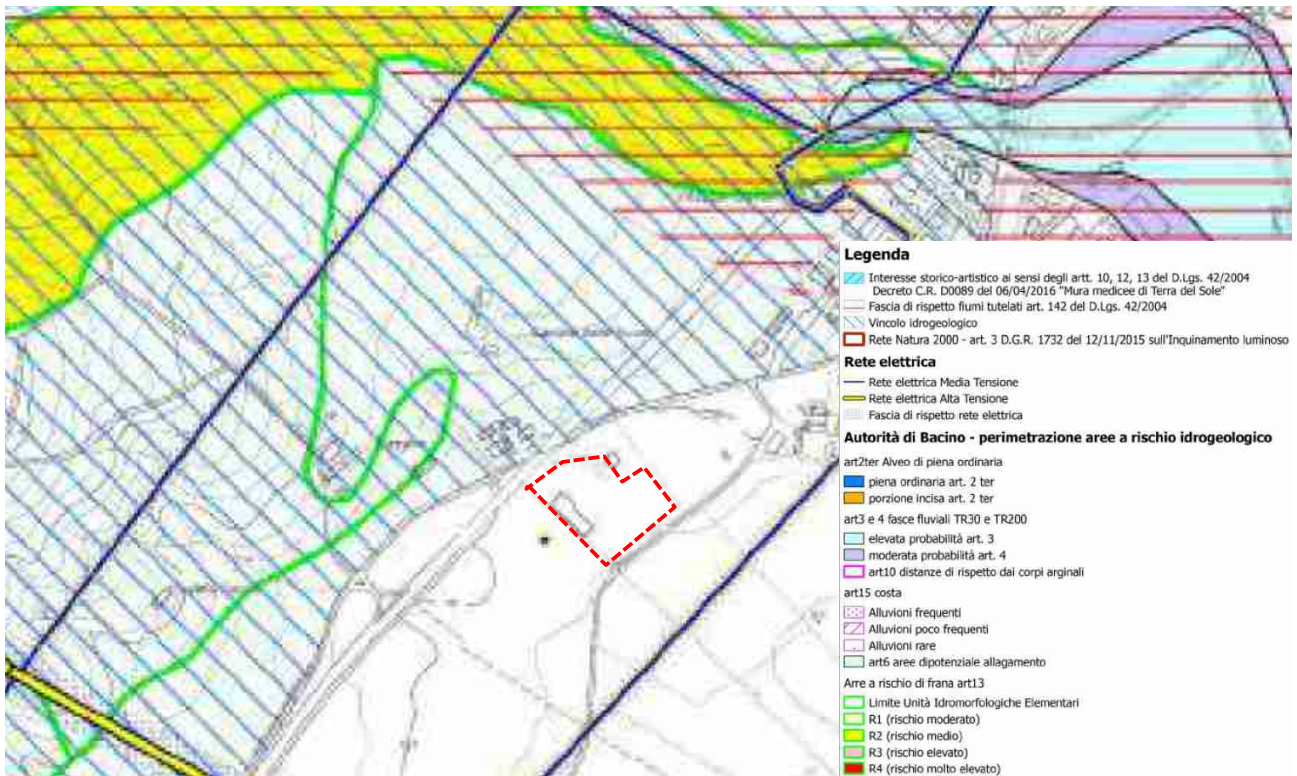 Legenda
Interesse storico-artistico ai sensi degli artt. 10, 12, 13 del D.Lgs. 42/2004
Decreto C.R. D0089 del 06/04/2016 "Mura medicee di Terra del Sole"
Fascia di rispetto fiumi tutelati art. 142 del D.Lgs. 42/2004
Vincolo idrogeologico
Rete Natura 2000 - art. 3 D.G.R. 1732 del 12/11/2015 sull'Inquinamento luminoso
Rete elettrica
Rete elettrica Media Tensione
Rete elettrica Alta Tensione
Fascia di rispetto rete elettrica
Autorità di Bacino - perimetrazione aree a rischio idrogeologico
art2ter Alveo di piena ordinaria
piena ordinaria art. 2 ter
porzione incisa art. 2 ter
art3 e 4 fasce fluviali TR30 e TR200
elevata probabilità art. 3
moderata probabilità art. 4
art10 distanze di rispetto dai corpi arginali
art15 costa
Alluvioni frequenti
Alluvioni poco frequenti
Alluvioni rare
art6 aree dipotenziale allagamento
Arre a rischio di frana art13
Limite Unità Idromorfologiche Elementari
R1 (rischio moderato)
R2 (rischio medio)
R3 (rischio elevato)
R4 (rischio molto elevato)